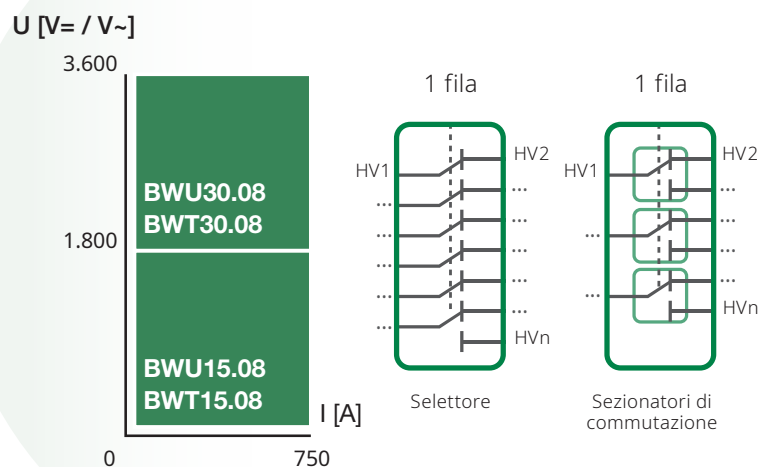 U [V= / V~]
3.600
BWU30.08
BWT30.08
1.800
BWU15.08
BWT15.08
I [A]
0
750
1 fila
HV1
HV2
...
...
...
...
...
...
...
...
...
...
HVn
Selettore
1 fila
HV1
HV2
...
...
...
...
...
...
HVn
Sezionatori di
commutazione